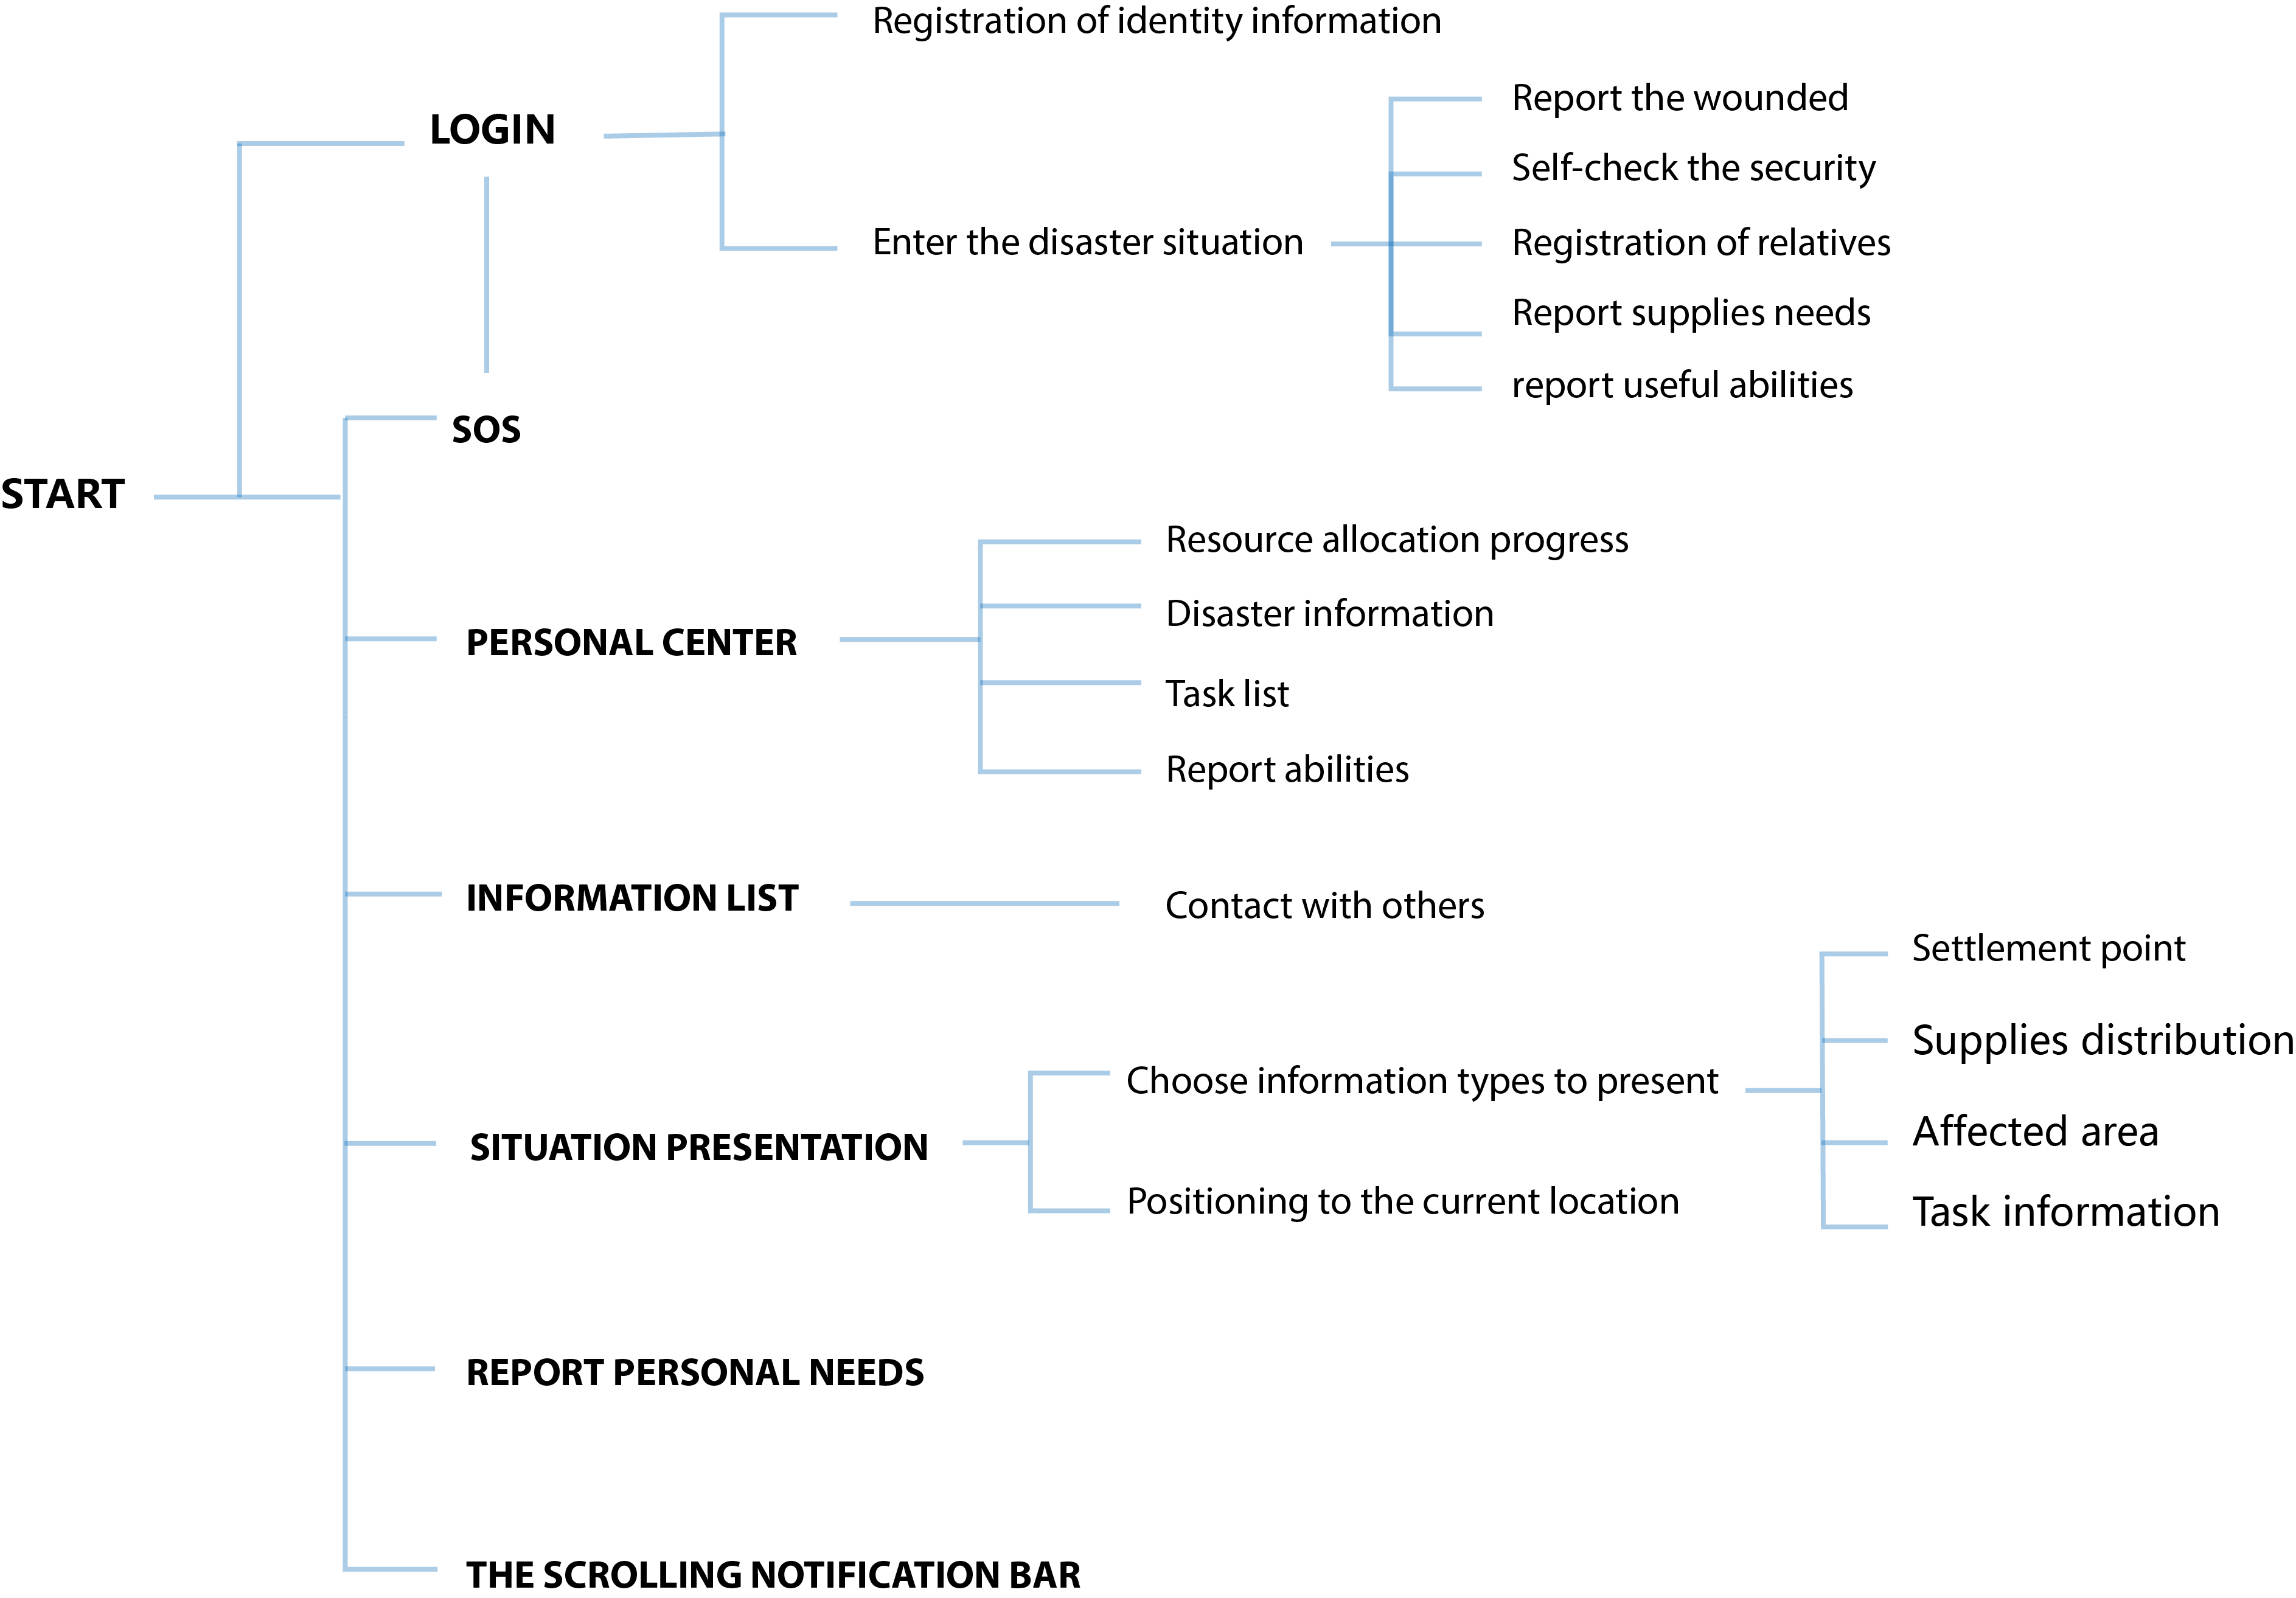 Registration of identity information
Report the wounded
LOGIN
Self-check the security
Enter the disaster situation
Registration of relatives
Report supplies needs
report useful abilities
SOS
START
Resource allocation progress
Disaster information
PERSONAL CENTER
Task list
Report abilities
INFORMATION LIST
Contact with others
Settlement point
Supplies distribution
Choose information types to present
Affected area
SITUATION PRESENTATION
Positioning to the current location
Task information
REPORT PERSONAL NEEDS
THE SCROLLING NOTIFICATION BAR